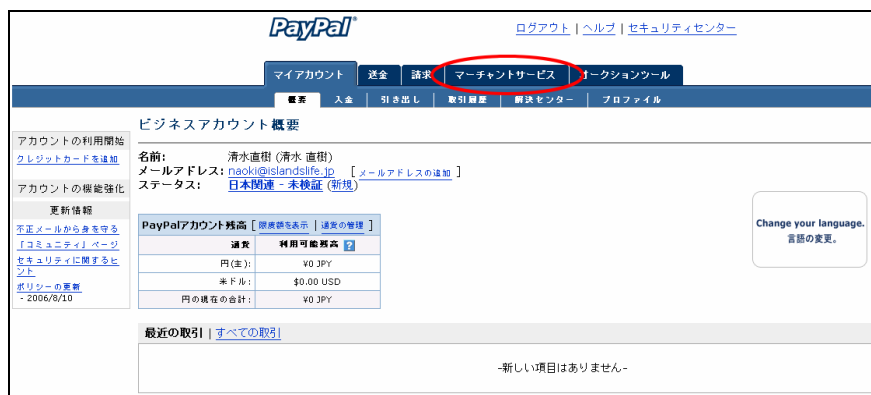 PayPal
ログアウト | ヘルプ | セキュリティセンター
マイアカウント 送金 請求 マーチャントサービス オークションツール
概要 入金 引き出し 取引履歴 解決センター プロファイル
ビジネスアカウント概要
アカウントの利用開始
クレジットカードを追加
アカウントの機能強化
更新情報
不正メールから身を守る
「コミュニティ」ページ
セキュリティに関するヒ
ント
ポリシーの更新
- 2006/8/10
名前: 清水直樹 (清水 直樹)
メールアドレス: naoki@islandslife.jp [ メールアドレスの追加 ]
ステータス: 日本関連 - 未検証 (新規)
PayPalアカウント残高 [ 限度額を表示 | 通貨の管理 ]
通貨 利用可能残高 ?
円(主): ¥0 JPY
米ドル: $0.00 USD
円の現在の合計: ¥0 JPY
Change your language.
言語の変更。
最近の取引 | すべての取引
-新しい項目はありません-